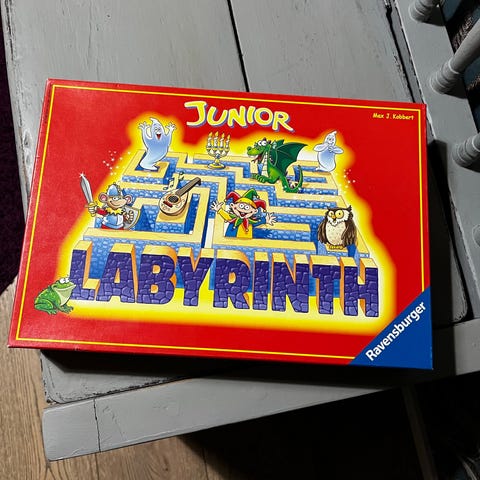 JUNIOR
Max J. Kobbert
LABYRINTH
Ravensburger